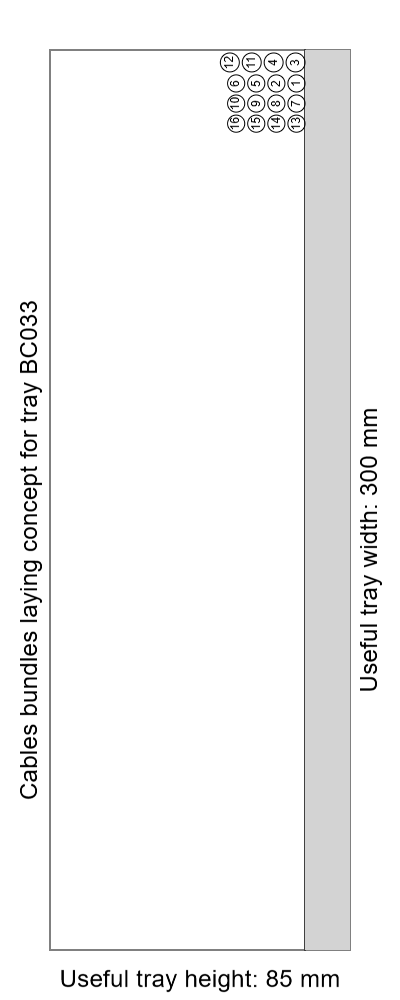 Cables bundles laying concept for tray BC033
12 11 4 3
6 5 2 1
10 9 8 7
16 15 14 13
Useful tray width: 300 mm
Useful tray height: 85 mm